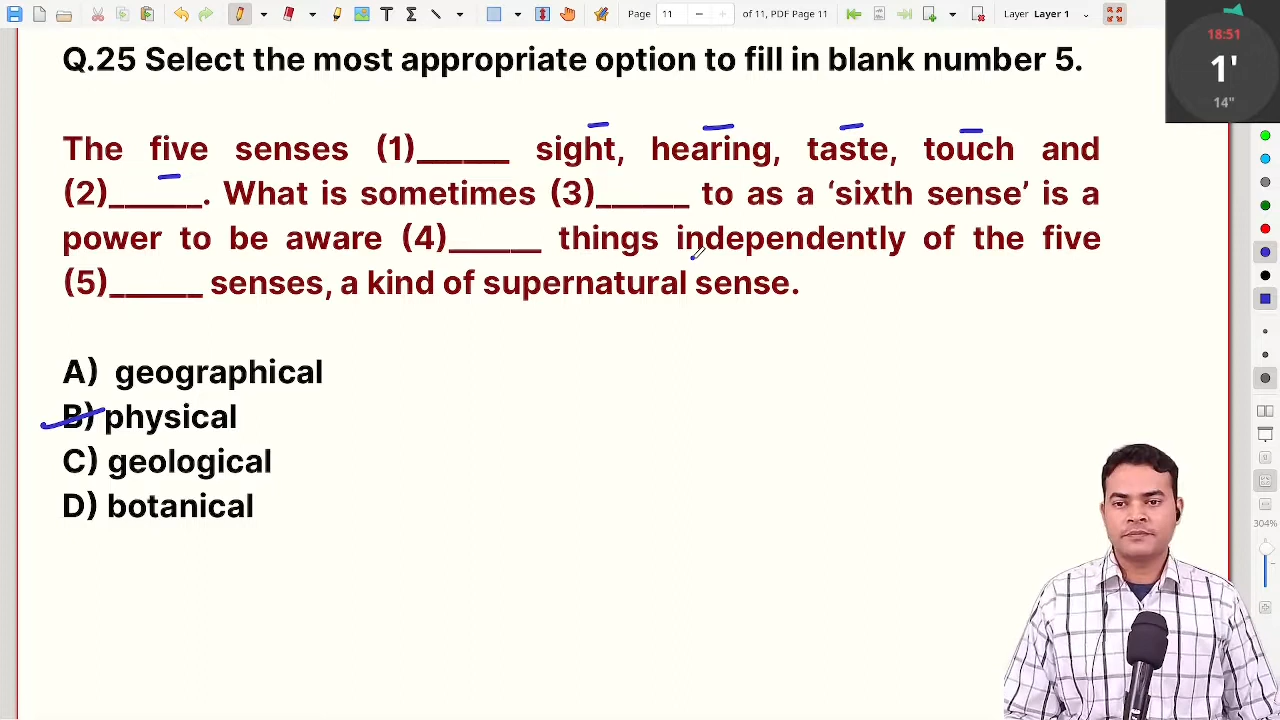 Page 11 of 11 PDF Page 11 Layer Layer 1
18:51
1'
14"
Q.25 Select the most appropriate option to fill in blank number 5.
The five senses (1)______ sight, hearing, taste, touch and
(2)______. What is sometimes (3)______ to as a ‘sixth sense’ is a
power to be aware (4)______ things independently of the five
(5)______ senses, a kind of supernatural sense.
A) geographical
B) physical
C) geological
D) botanical
304%